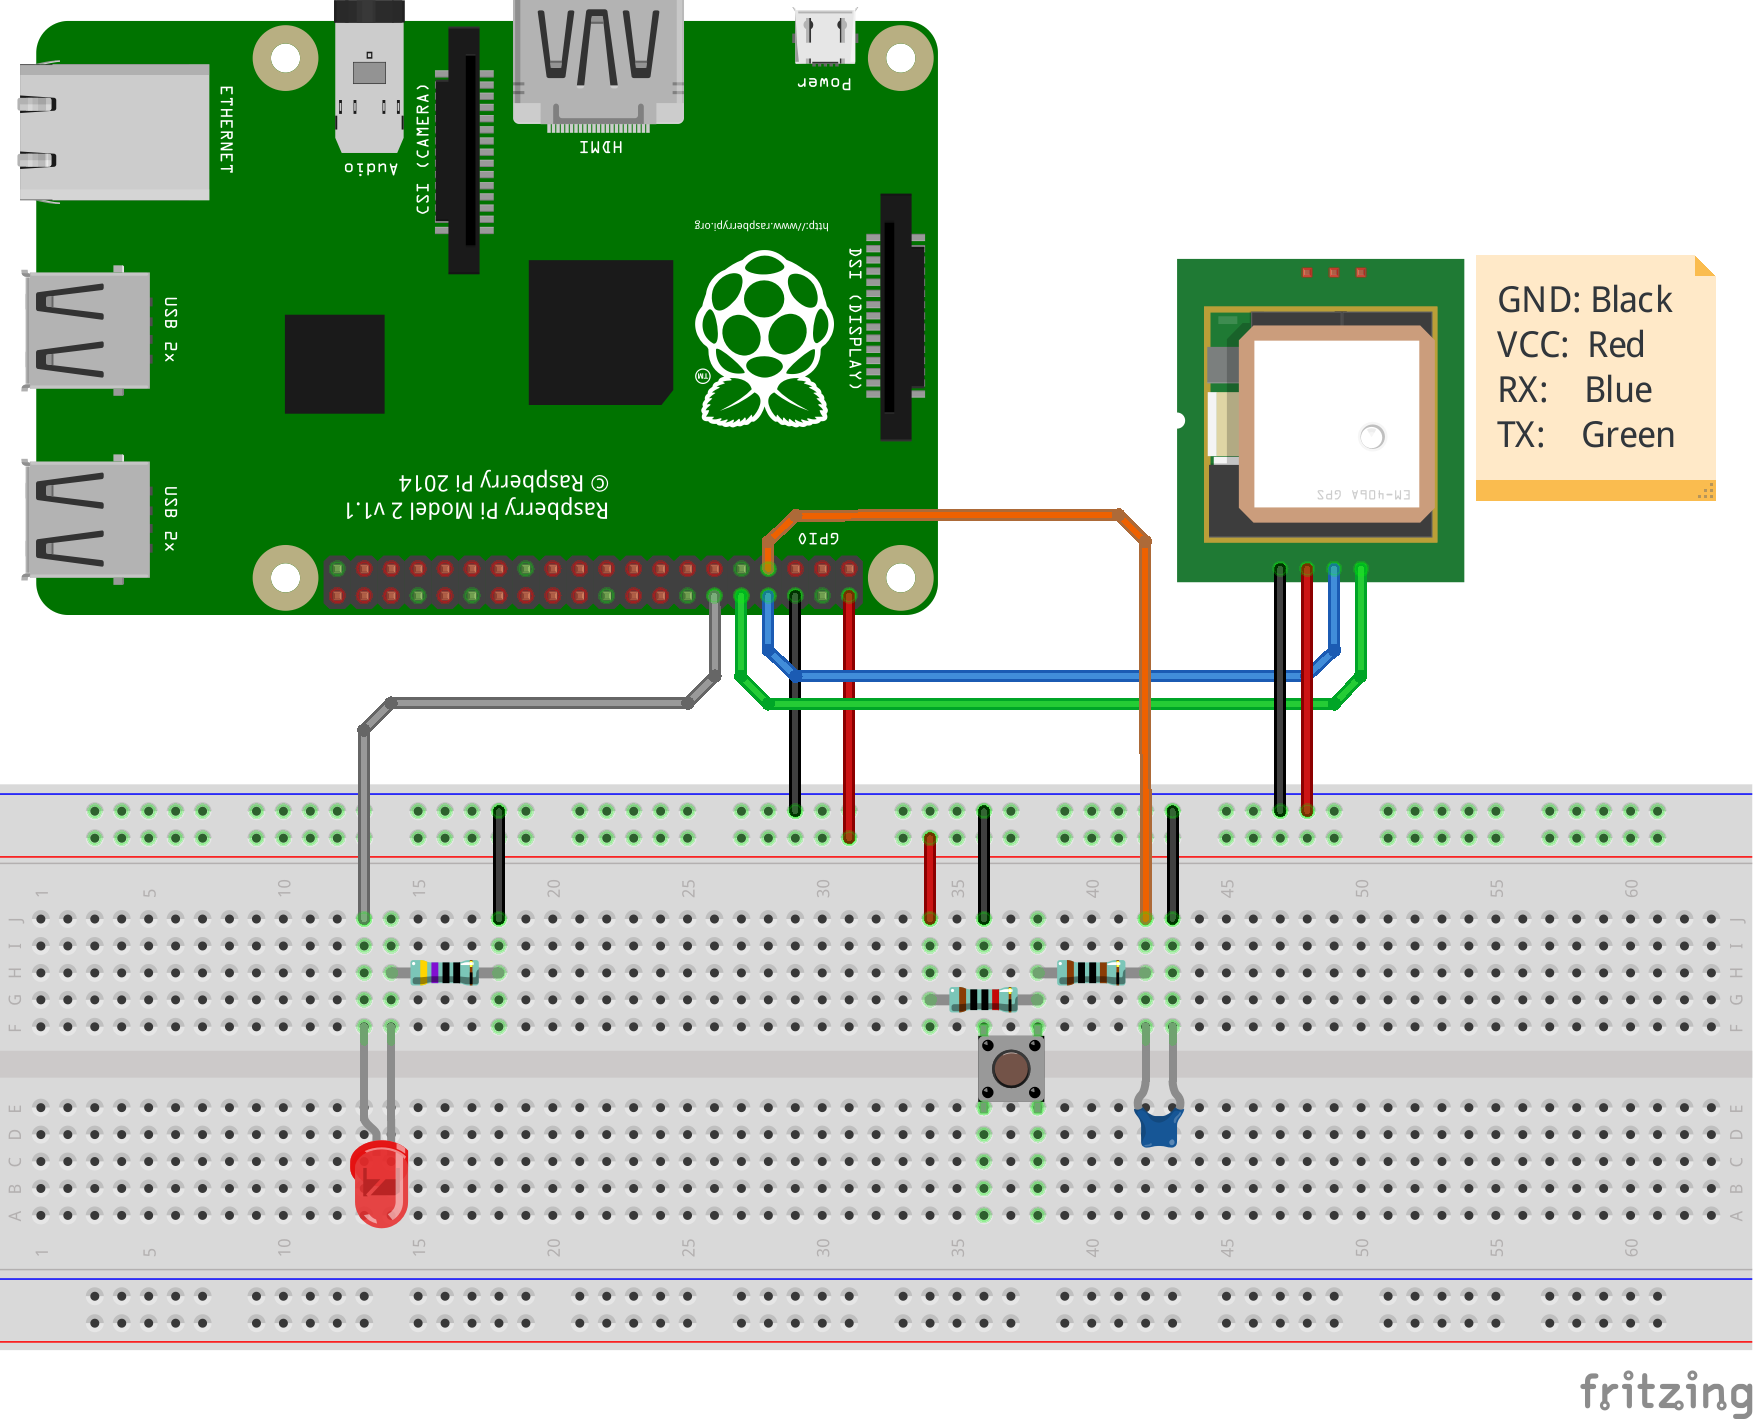 ETHERNET
Audio
CSI (CAMERA)
HDMI
Power
http://www.raspberrypi.org
DSI (DISPLAY)
TM
USB 2x
USB 2x
© Raspberry Pi 2014
Raspberry Pi Model 2 v1.1
GPIO
EM-406A GPS
GND: Black
VCC: Red
RX: Blue
TX: Green
1 5 10 15 20 25 30 35 40 45 50 55 60
J J
I I
H H
G G
F F
E E
D D
C C
B B
A A
1 5 10 15 20 25 30 35 40 45 50 55 60
fritzing